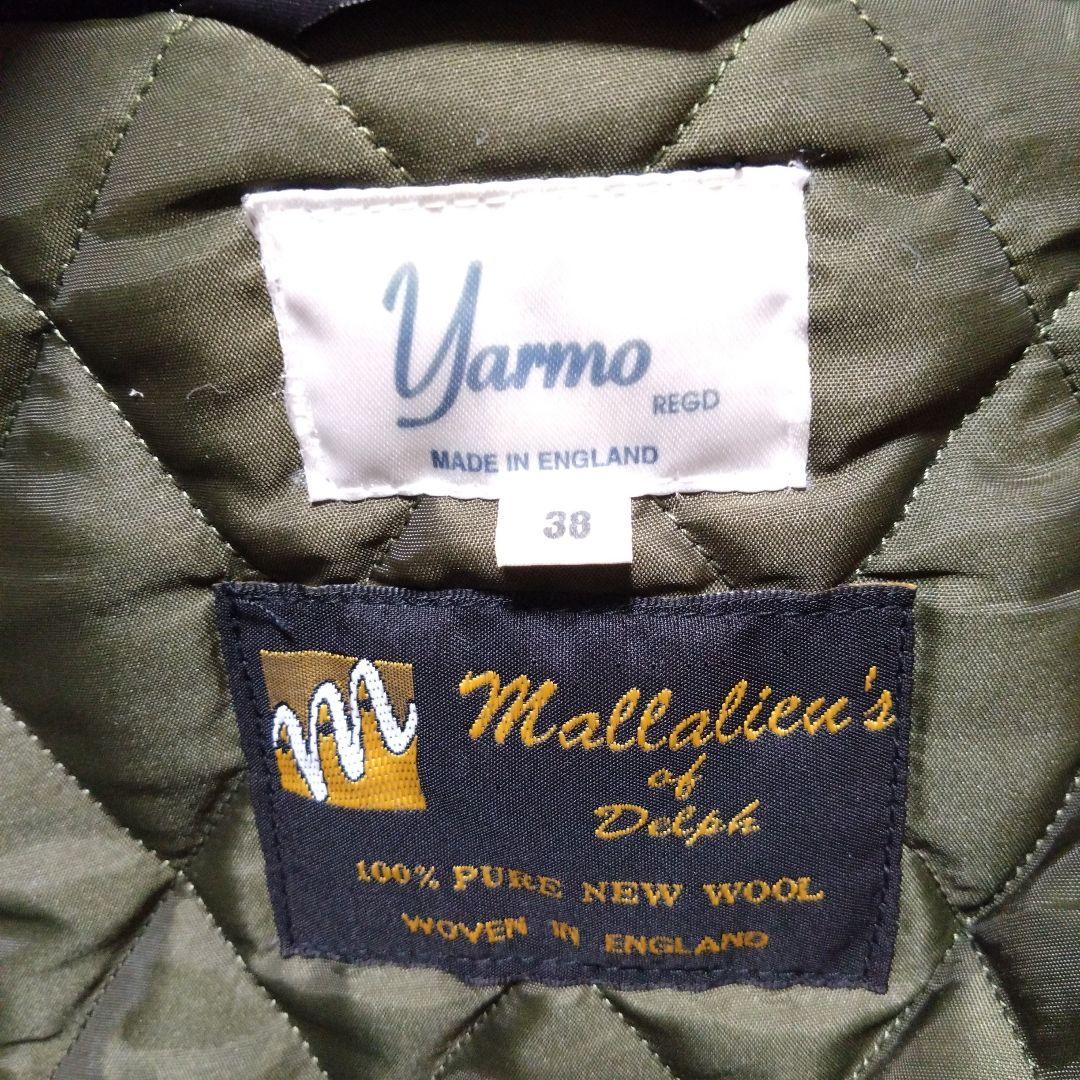 Yarmo
REGD
MADE IN ENGLAND
38
m
Mallalieu's
of
Delph
100% PURE NEW WOOL
WOVEN IN ENGLAND